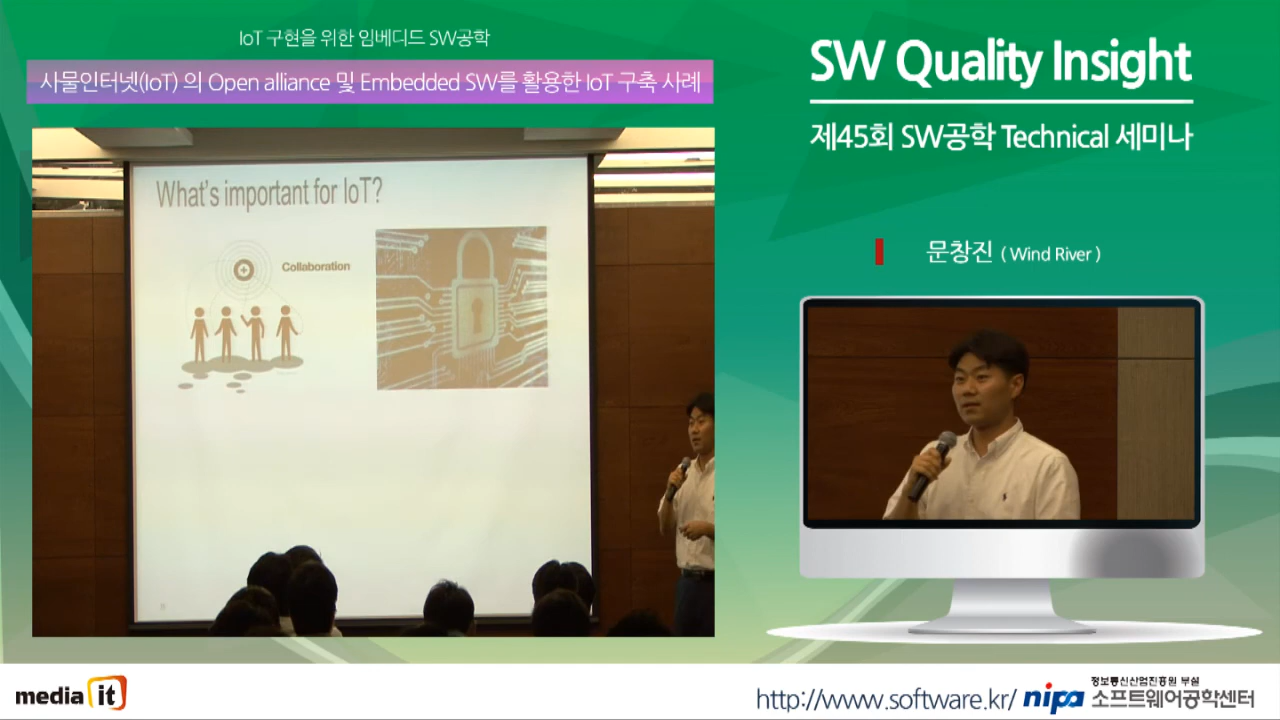 IoT 구현을 위한 임베디드 SW공학
사물인터넷(IoT) 의 Open alliance 및 Embedded SW를 활용한 IoT 구축 사례
What's important for IoT?
Collaboration
SW Quality Insight
제45회 SW공학 Technical 세미나
문창진 ( Wind River )
media it
http://www.software.kr/
nipa
정보통신산업진흥원 부설
소프트웨어공학센터